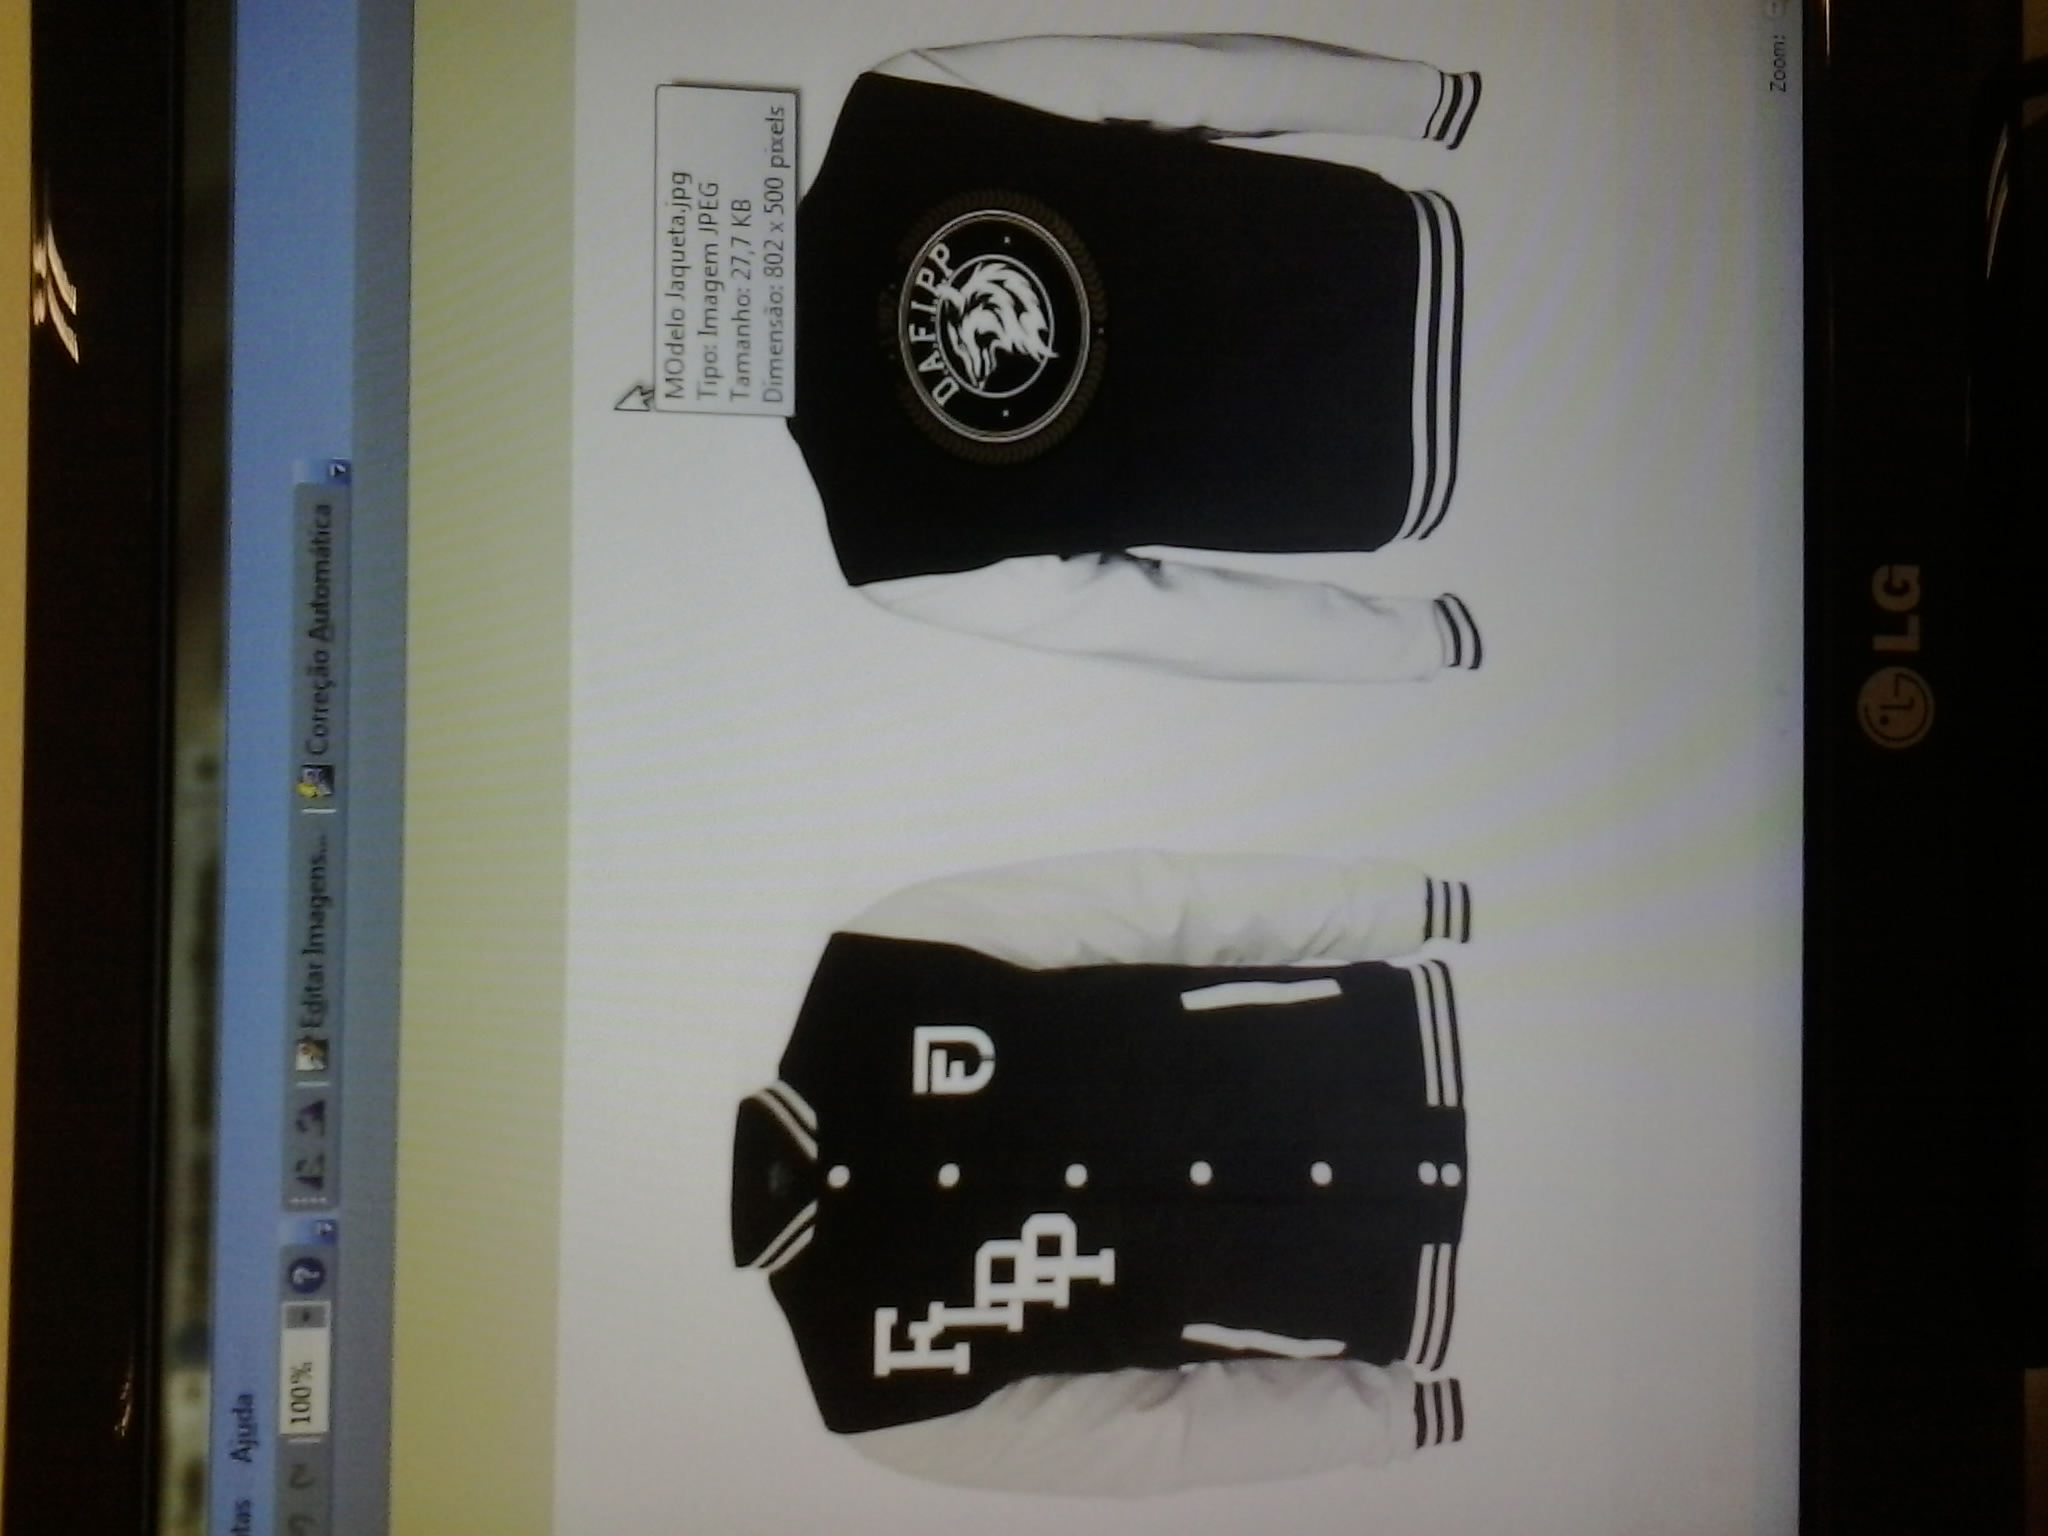 Ajuda
100%
Editar Imagens...
Correção Automática
MOdelo Jaqueta.jpg
Tipo: Imagem JPEG
Tamanho: 27,7 KB
Dimensão: 802 x 500 pixels
FIPP
D.A.F.I.PP
Zoom:
LG